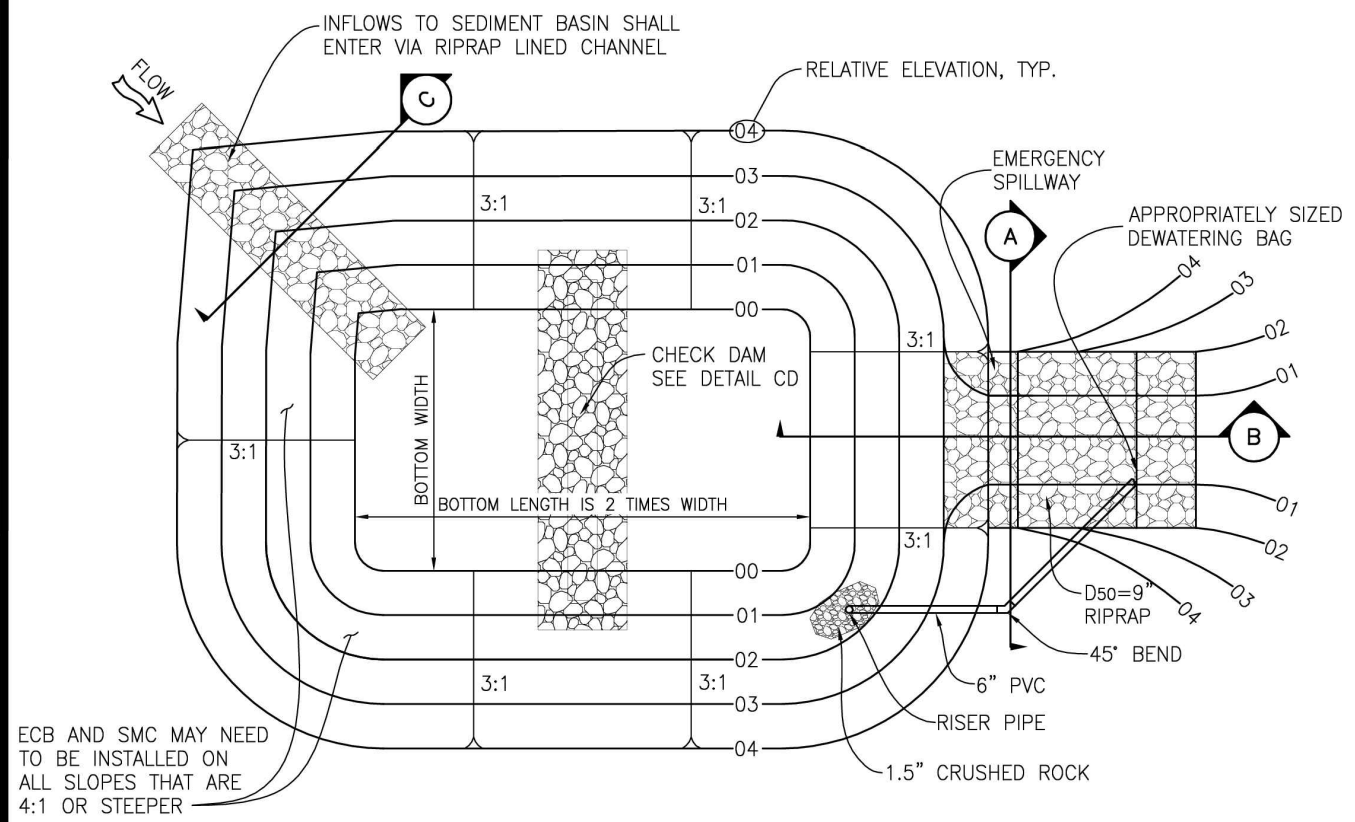 INFLOWS TO SEDIMENT BASIN SHALL
ENTER VIA RIPRAP LINED CHANNEL
FLOW
C
RELATIVE ELEVATION, TYP.
04
03
3:1
3:1
02
01
00
EMERGENCY
SPILLWAY
A
APPROPRIATELY SIZED
DEWATERING BAG
04
03
02
01
3:1
CHECK DAM
SEE DETAIL CD
BOTTOM WIDTH
3:1
B
BOTTOM LENGTH IS 2 TIMES WIDTH
01
02
03
04
3:1
D50=9"
RIPRAP
00
01
02
3:1
3:1
03
04
45° BEND
6" PVC
RISER PIPE
1.5" CRUSHED ROCK
ECB AND SMC MAY NEED
TO BE INSTALLED ON
ALL SLOPES THAT ARE
4:1 OR STEEPER